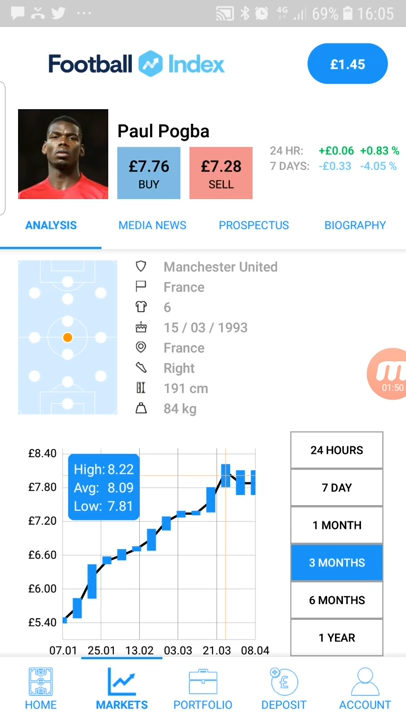 4G 69% 16:05
Football Index
£1.45
Paul Pogba
£7.76
BUY
£7.28
SELL
24 HR: +£0.06 +0.83 %
7 DAYS: -£0.33 -4.05 %
ANALYSIS
MEDIA NEWS
PROSPECTUS
BIOGRAPHY
Manchester United
France
6
15 / 03 / 1993
France
Right
191 cm
84 kg
01:50
£8.40
£7.80
£7.20
£6.60
£6.00
£5.40
High: 8.22
Avg: 8.09
Low: 7.81
07.01 25.01 13.02 03.03 21.03 08.04
24 HOURS
7 DAY
1 MONTH
3 MONTHS
6 MONTHS
1 YEAR
HOME
MARKETS
PORTFOLIO
DEPOSIT
ACCOUNT